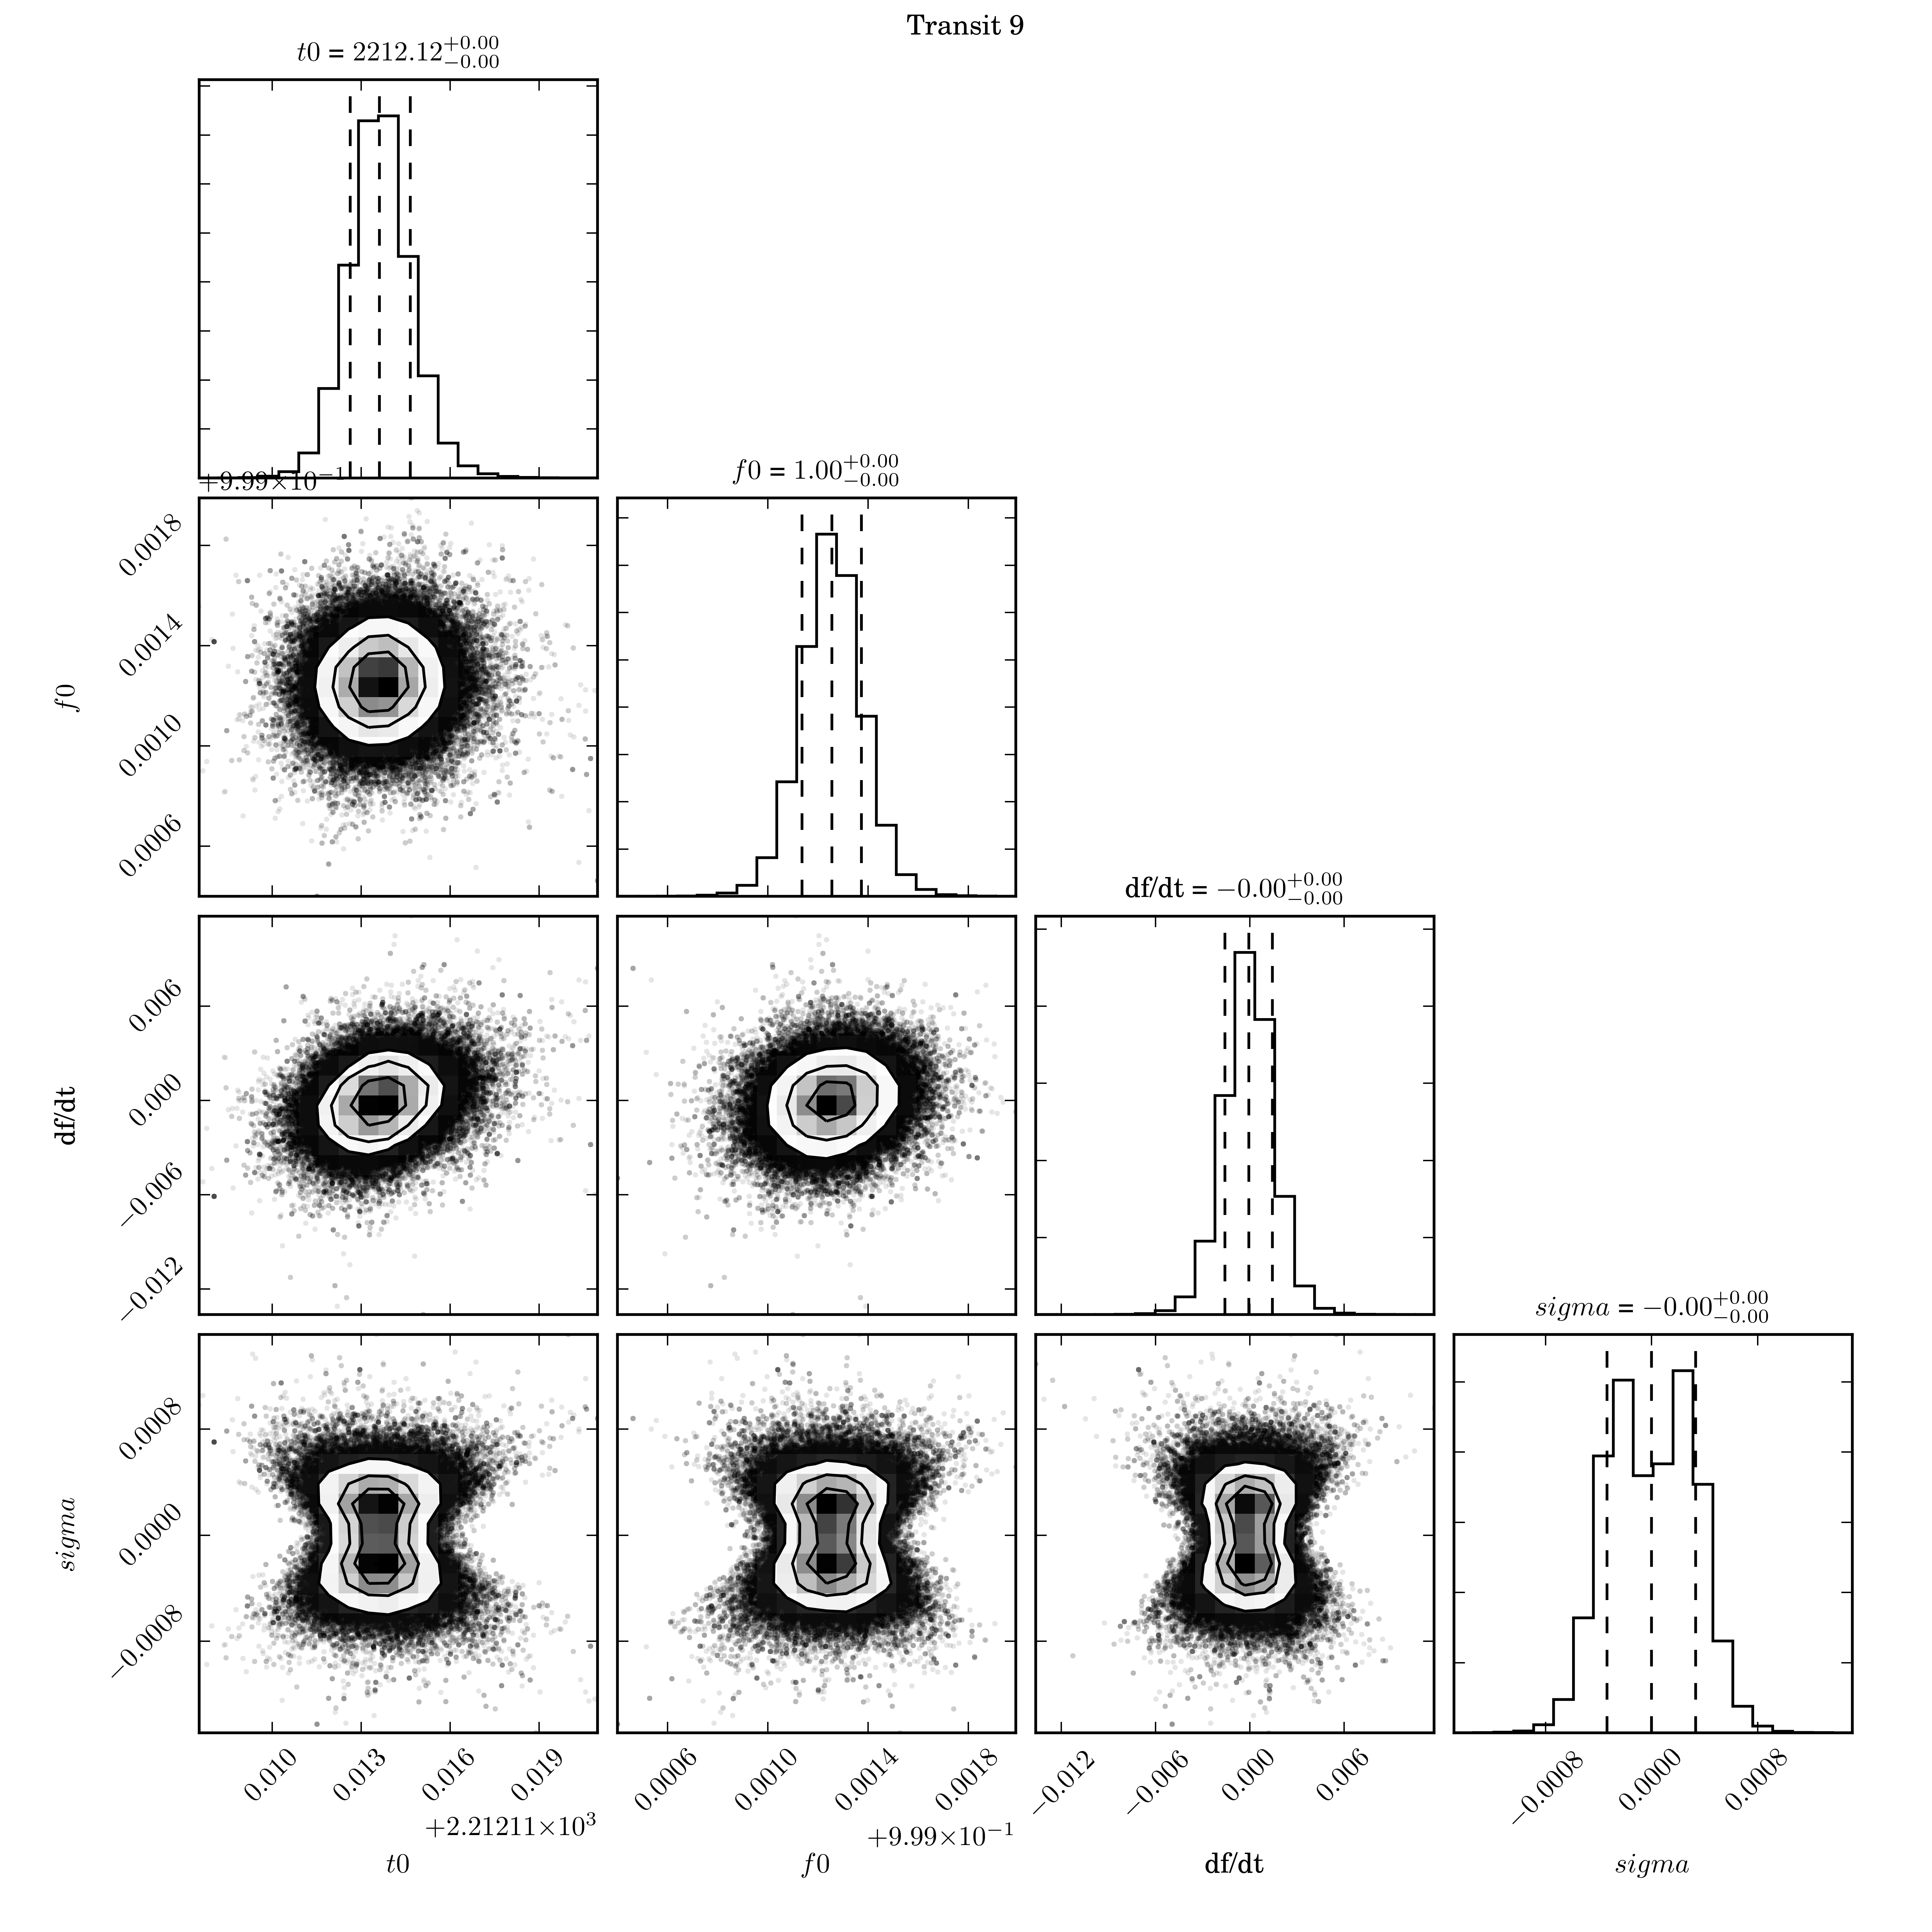 Transit 9
t0 = 2212.12+0.00 −0.00
+9.99×10−1
f0 = 1.00+0.00 −0.00
0.0018
0.0014
0.0010
0.0006
f0
df/dt = −0.00+0.00 −0.00
0.006
0.000
−0.006
−0.012
df/dt
sigma = −0.00+0.00 −0.00
0.0008
0.0000
−0.0008
sigma
0.010 0.013 0.016 0.019 0.0006 0.0010 0.0014 0.0018 −0.012 −0.006 0.000 0.006 −0.0008 0.0000 0.0008
+2.21211×103 +9.99×10−1
t0 f0 df/dt sigma